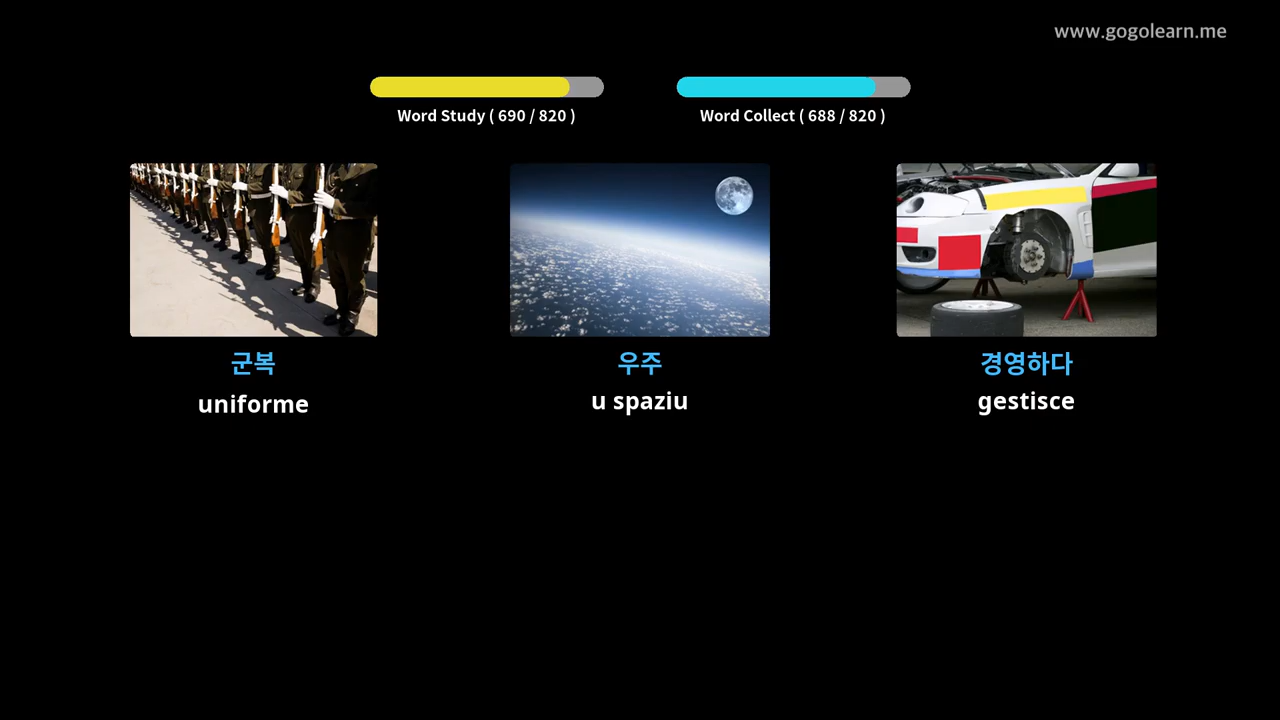 www.gogolearn.me
Word Study ( 690 / 820 )
Word Collect ( 688 / 820 )
군복
우주
경영하다
uniforme
u spaziu
gestisce